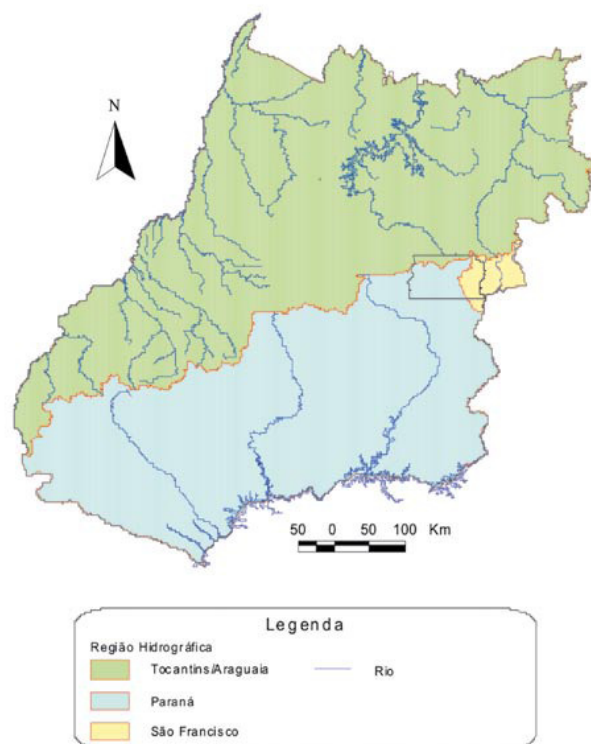 N
50 0 50 100 Km
Legenda
Região Hidrográfica
Tocantins/Araguaia Rio
Paraná
São Francisco